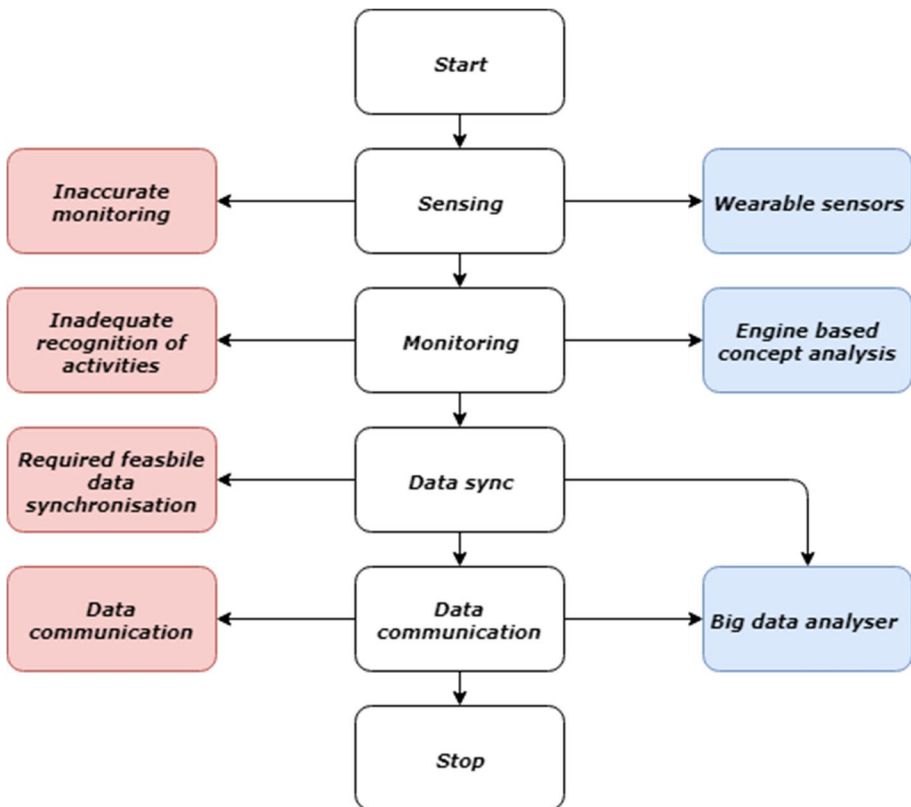 Start
Inaccurate
monitoring
Sensing
Wearable sensors
Inadequate
recognition of
activities
Monitoring
Engine based
concept analysis
Required feasbile
data
synchronisation
Data sync
Data
communication
Data
communication
Big data analyser
Stop